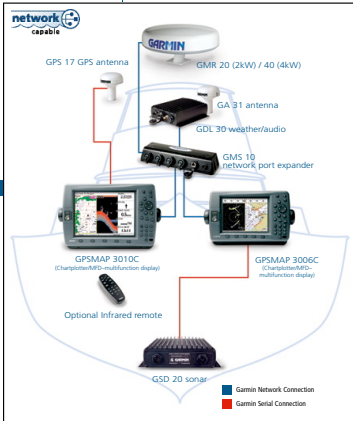 network
capable
GARMIN
GPS 17 GPS antenna
GMR 20 (2kW) / 40 (4kW)
GA 31 antenna
GDL 30 weather/audio
GMS 10
network port expander
GPSMAP 3010C
(Chartplotter/MFD–multifunction display)
GPSMAP 3006C
(Chartplotter/MFD–
multifunction display)
Optional Infrared remote
GSD 20 sonar
Garmin Network Connection
Garmin Serial Connection